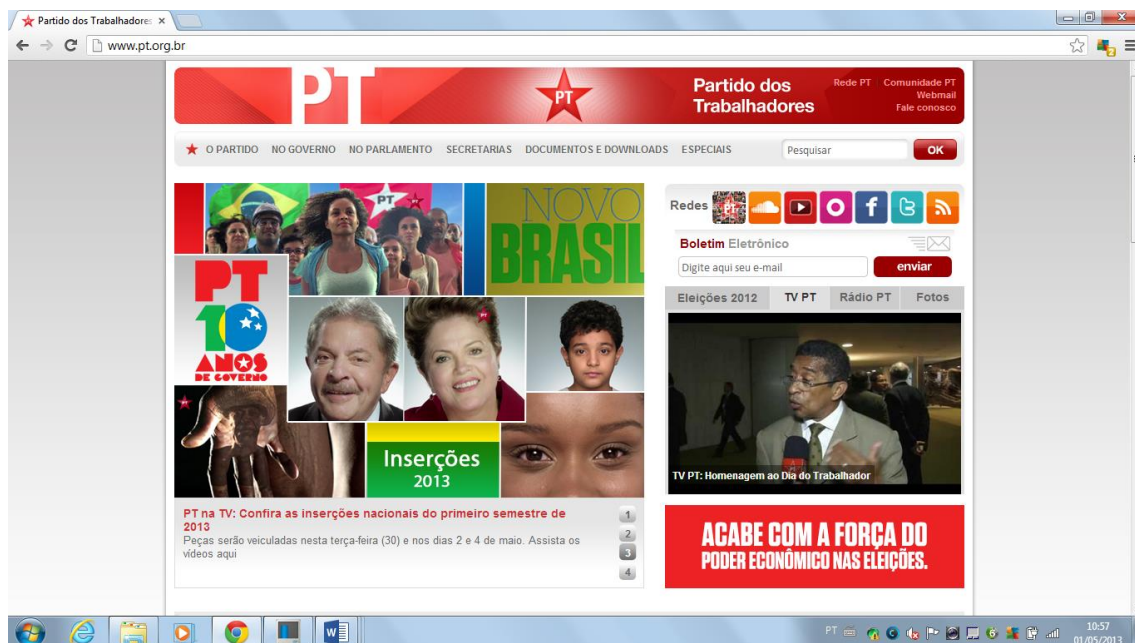 Partido dos Trabalhadores
www.pt.org.br
PT
PT
Partido dos
Trabalhadores
Rede PT Comunidade PT
Webmail
Fale conosco
O PARTIDO NO GOVERNO NO PARLAMENTO SECRETARIAS DOCUMENTOS E DOWNLOADS ESPECIAIS
Pesquisar
OK
PT
NOVO
BRASIL
PT
10
ANOS
DE GOVERNO
Inserções
2013
PT na TV: Confira as inserções nacionais do primeiro semestre de
2013
Peças serão veiculadas nesta terça-feira (30) e nos dias 2 e 4 de maio. Assista os
vídeos aqui
1
2
3
4
Redes
PT
Boletim Eletrônico
Digite aqui seu e-mail
enviar
Eleições 2012 TV PT Rádio PT Fotos
TV PT: Homenagem ao Dia do Trabalhador
ACABE COM A FORÇA DO
PODER ECONÔMICO NAS ELEIÇÕES.
PT
10:57
01/05/2013